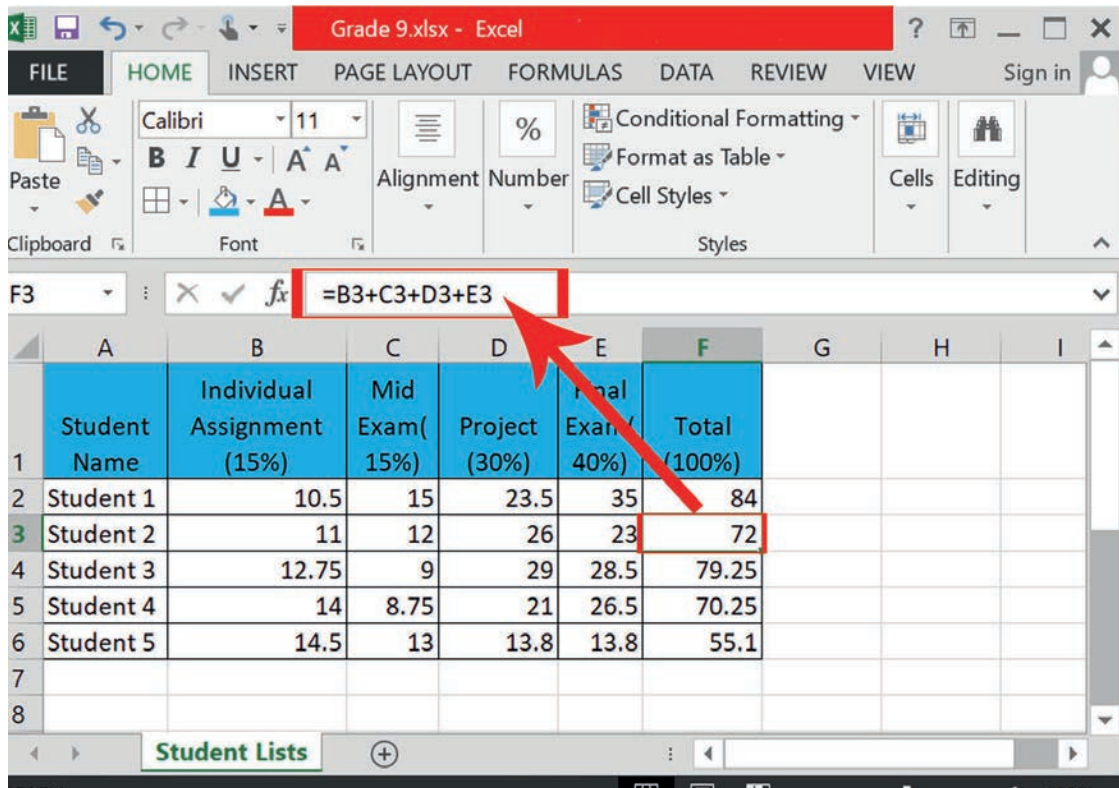 Grade 9.xlsx - Excel
?
FILE HOME INSERT PAGE LAYOUT FORMULAS DATA REVIEW VIEW Sign in
Paste
Clipboard
Calibri 11
B I U A A
A
Font
Alignment
%
Number
Conditional Formatting
Format as Table
Cell Styles
Styles
Cells
Editing
F3 fx =B3+C3+D3+E3
A B C D E F G H I
1
Student
Name
Individual
Assignment
(15%)
Mid
Exam(
15%)
Project
(30%)
Exam(
40%)
Total
(100%)
2 Student 1 10.5 15 23.5 35 84
3 Student 2 11 12 26 23 72
4 Student 3 12.75 9 29 28.5 79.25
5 Student 4 14 8.75 21 26.5 70.25
6 Student 5 14.5 13 13.8 13.8 55.1
7
8
Student Lists